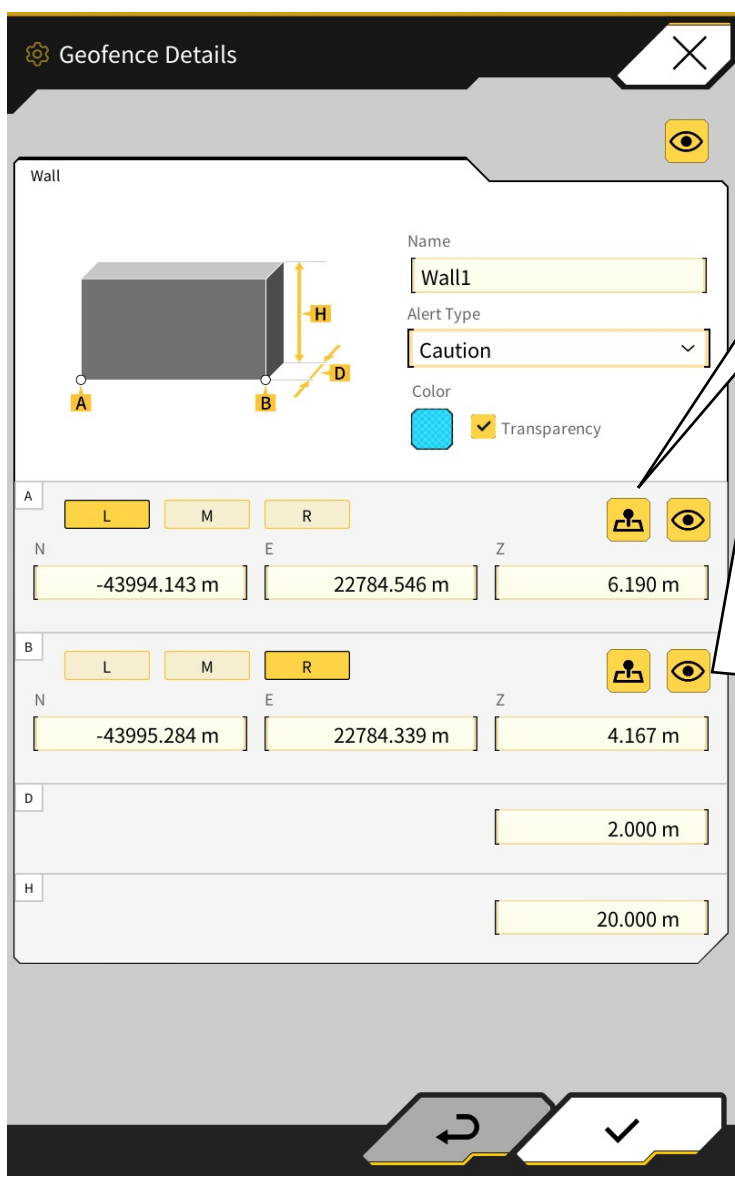 Geofence Details
Wall
Name
Wall1
Alert Type
Caution
Color
Transparency
H
D
A
B
A
L M R
N E Z
-43994.143 m 22784.546 m 6.190 m
B
L M R
N E Z
-43995.284 m 22784.339 m 4.167 m
D
2.000 m
H
20.000 m